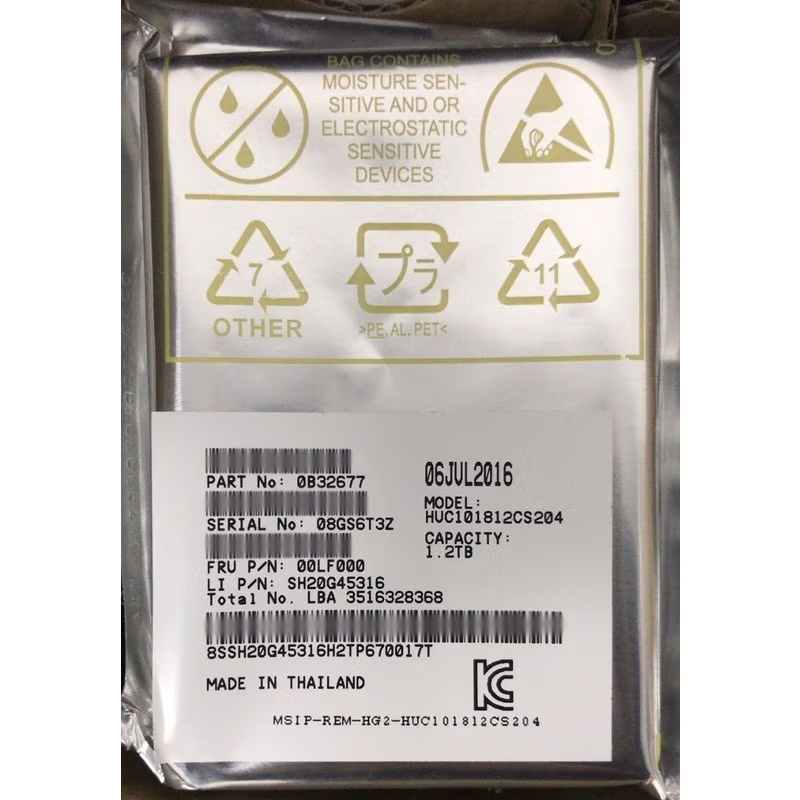 BAG CONTAINS
MOISTURE SEN-
SITIVE AND OR
ELECTROSTATIC
SENSITIVE
DEVICES
7
OTHER
プラ
>PE, AL, PET<
11
PART No: 0B32677
SERIAL No: 08GS6T3Z
FRU P/N: 00LF000
LI P/N: SH20G45316
Total No. LBA 3516328368
8SSH20G45316H2TP670017T
MADE IN THAILAND
06JUL2016
MODEL:
HUC101812CS204
CAPACITY:
1.2TB
KC
MSIP-REM-HG2-HUC101812CS204